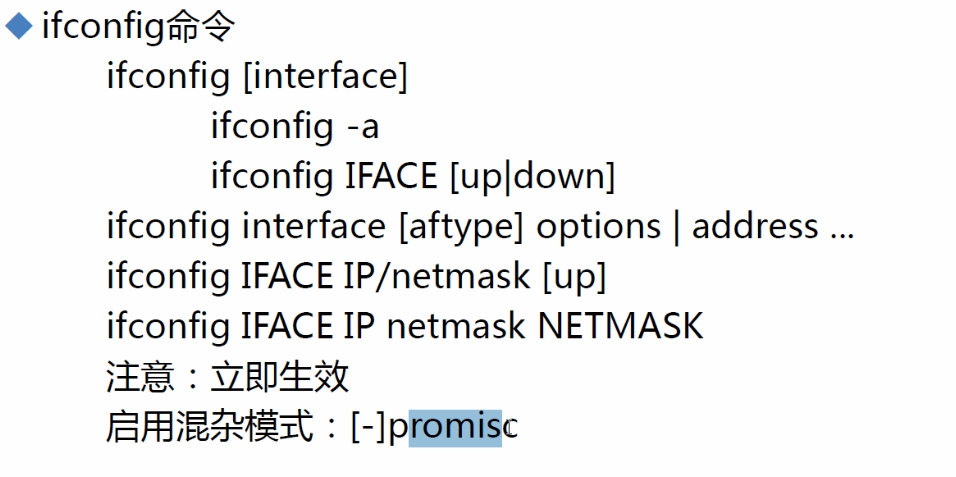 ifconfig命令
ifconfig [interface]
ifconfig -a
ifconfig IFACE [up|down]
ifconfig interface [aftype] options | address ...
ifconfig IFACE IP/netmask [up]
ifconfig IFACE IP netmask NETMASK
注意：立即生效
启用混杂模式：[-]promisc